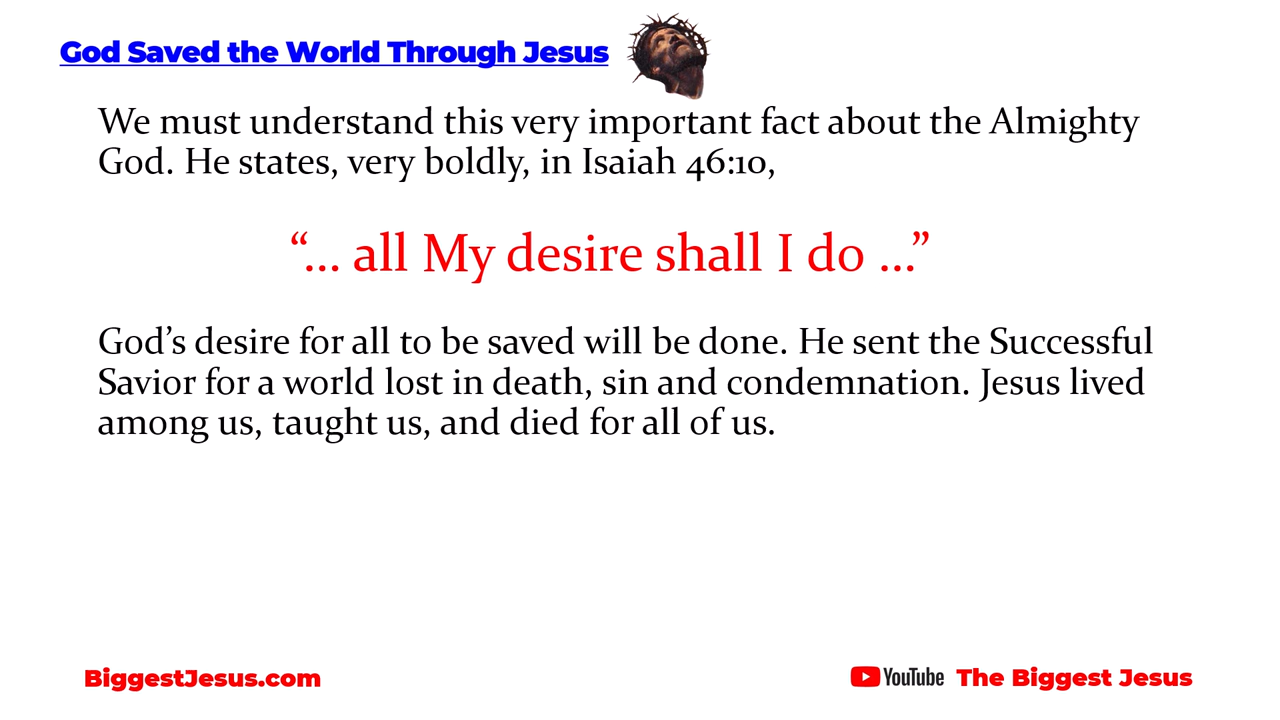 God Saved the World Through Jesus
We must understand this very important fact about the Almighty
God. He states, very boldly, in Isaiah 46:10,
“... all My desire shall I do ...”
God’s desire for all to be saved will be done. He sent the Successful
Savior for a world lost in death, sin and condemnation. Jesus lived
among us, taught us, and died for all of us.
BiggestJesus.com
YouTube The Biggest Jesus